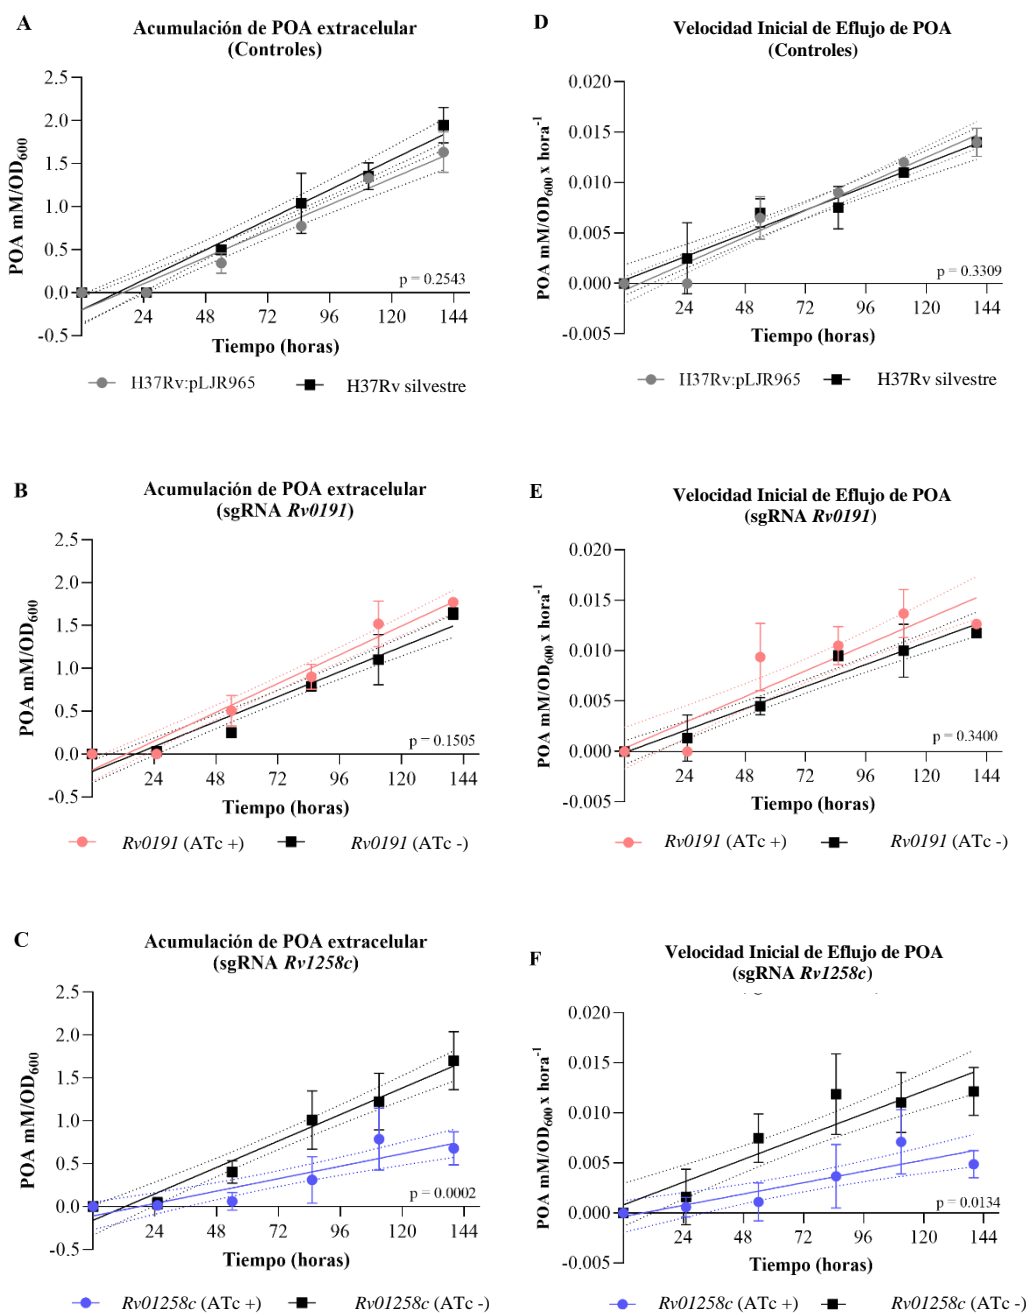 A
Acumulación de POA extracelular
(Controles)
2.5
2.0
1.5
1.0
0.5
0.0
-0.5
POA mM/OD600
24 48 72 96 120 144
p = 0.2543
Tiempo (horas)
H37Rv:pLJR965 H37Rv silvestre
D
Velocidad Inicial de Eflujo de POA
(Controles)
0.020
0.015
0.010
0.005
0.000
-0.005
POA mM/OD600 x hora-1
24 48 72 96 120 144
p = 0.3309
Tiempo (horas)
H37Rv:pLJR965 H37Rv silvestre
B
Acumulación de POA extracelular
(sgRNA Rv0191)
2.5
2.0
1.5
1.0
0.5
0.0
-0.5
POA mM/OD600
24 48 72 96 120 144
p = 0.1505
Tiempo (horas)
Rv0191 (ATc +) Rv0191 (ATc -)
E
Velocidad Inicial de Eflujo de POA
(sgRNA Rv0191)
0.020
0.015
0.010
0.005
0.000
-0.005
POA mM/OD600 x hora-1
24 48 72 96 120 144
p = 0.3400
Tiempo (horas)
Rv0191 (ATc +) Rv0191 (ATc -)
C
Acumulación de POA extracelular
(sgRNA Rv1258c)
2.5
2.0
1.5
1.0
0.5
0.0
-0.5
POA mM/OD600
24 48 72 96 120 144
p = 0.0002
Tiempo (horas)
Rv01258c (ATc +) Rv01258c (ATc -)
F
Velocidad Inicial de Eflujo de POA
(sgRNA Rv1258c)
0.020
0.015
0.010
0.005
0.000
-0.005
POA mM/OD600 x hora-1
24 48 72 96 120 144
p = 0.0134
Tiempo (horas)
Rv01258c (ATc +) Rv01258c (ATc -)